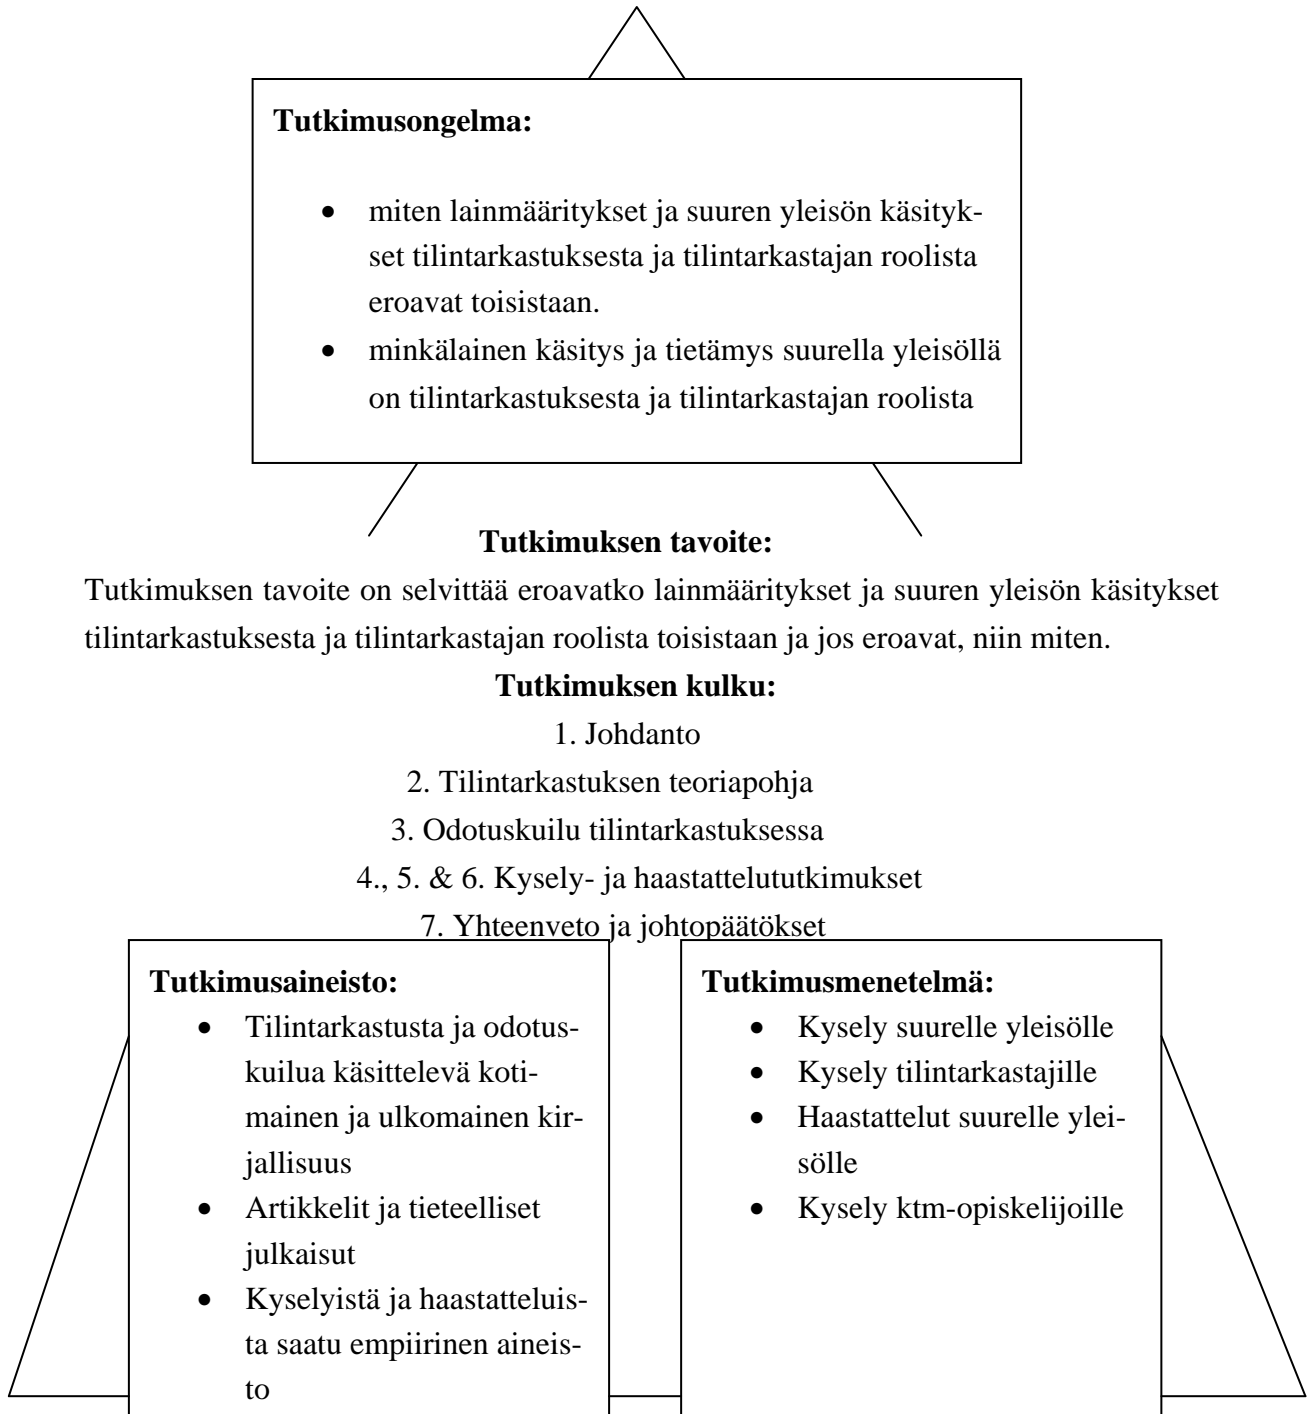 Tutkimusongelma:
• miten lainmääritykset ja suuren yleisön käsityk-
set tilintarkastuksesta ja tilintarkastajan roolista
eroavat toisistaan.
• minkälainen käsitys ja tietämys suurella yleisöllä
on tilintarkastuksesta ja tilintarkastajan roolista
Tutkimuksen tavoite:
Tutkimuksen tavoite on selvittää eroavatko lainmääritykset ja suuren yleisön käsitykset
tilintarkastuksesta ja tilintarkastajan roolista toisistaan ja jos eroavat, niin miten.
Tutkimuksen kulku:
1. Johdanto
2. Tilintarkastuksen teoriapohja
3. Odotuskuilu tilintarkastuksessa
4., 5. & 6. Kysely- ja haastattelututkimukset
7. Yhteenveto ja johtopäätökset
Tutkimusaineisto:
• Tilintarkastusta ja odotus-
kuilua käsittelevä koti-
mainen ja ulkomainen kir-
jallisuus
• Artikkelit ja tieteelliset
julkaisut
• Kyselyistä ja haastatteluis-
ta saatu empiirinen aineis-
to
Tutkimusmenetelmä:
• Kysely suurelle yleisölle
• Kysely tilintarkastajille
• Haastattelut suurelle ylei-
sölle
• Kysely ktm-opiskelijoille